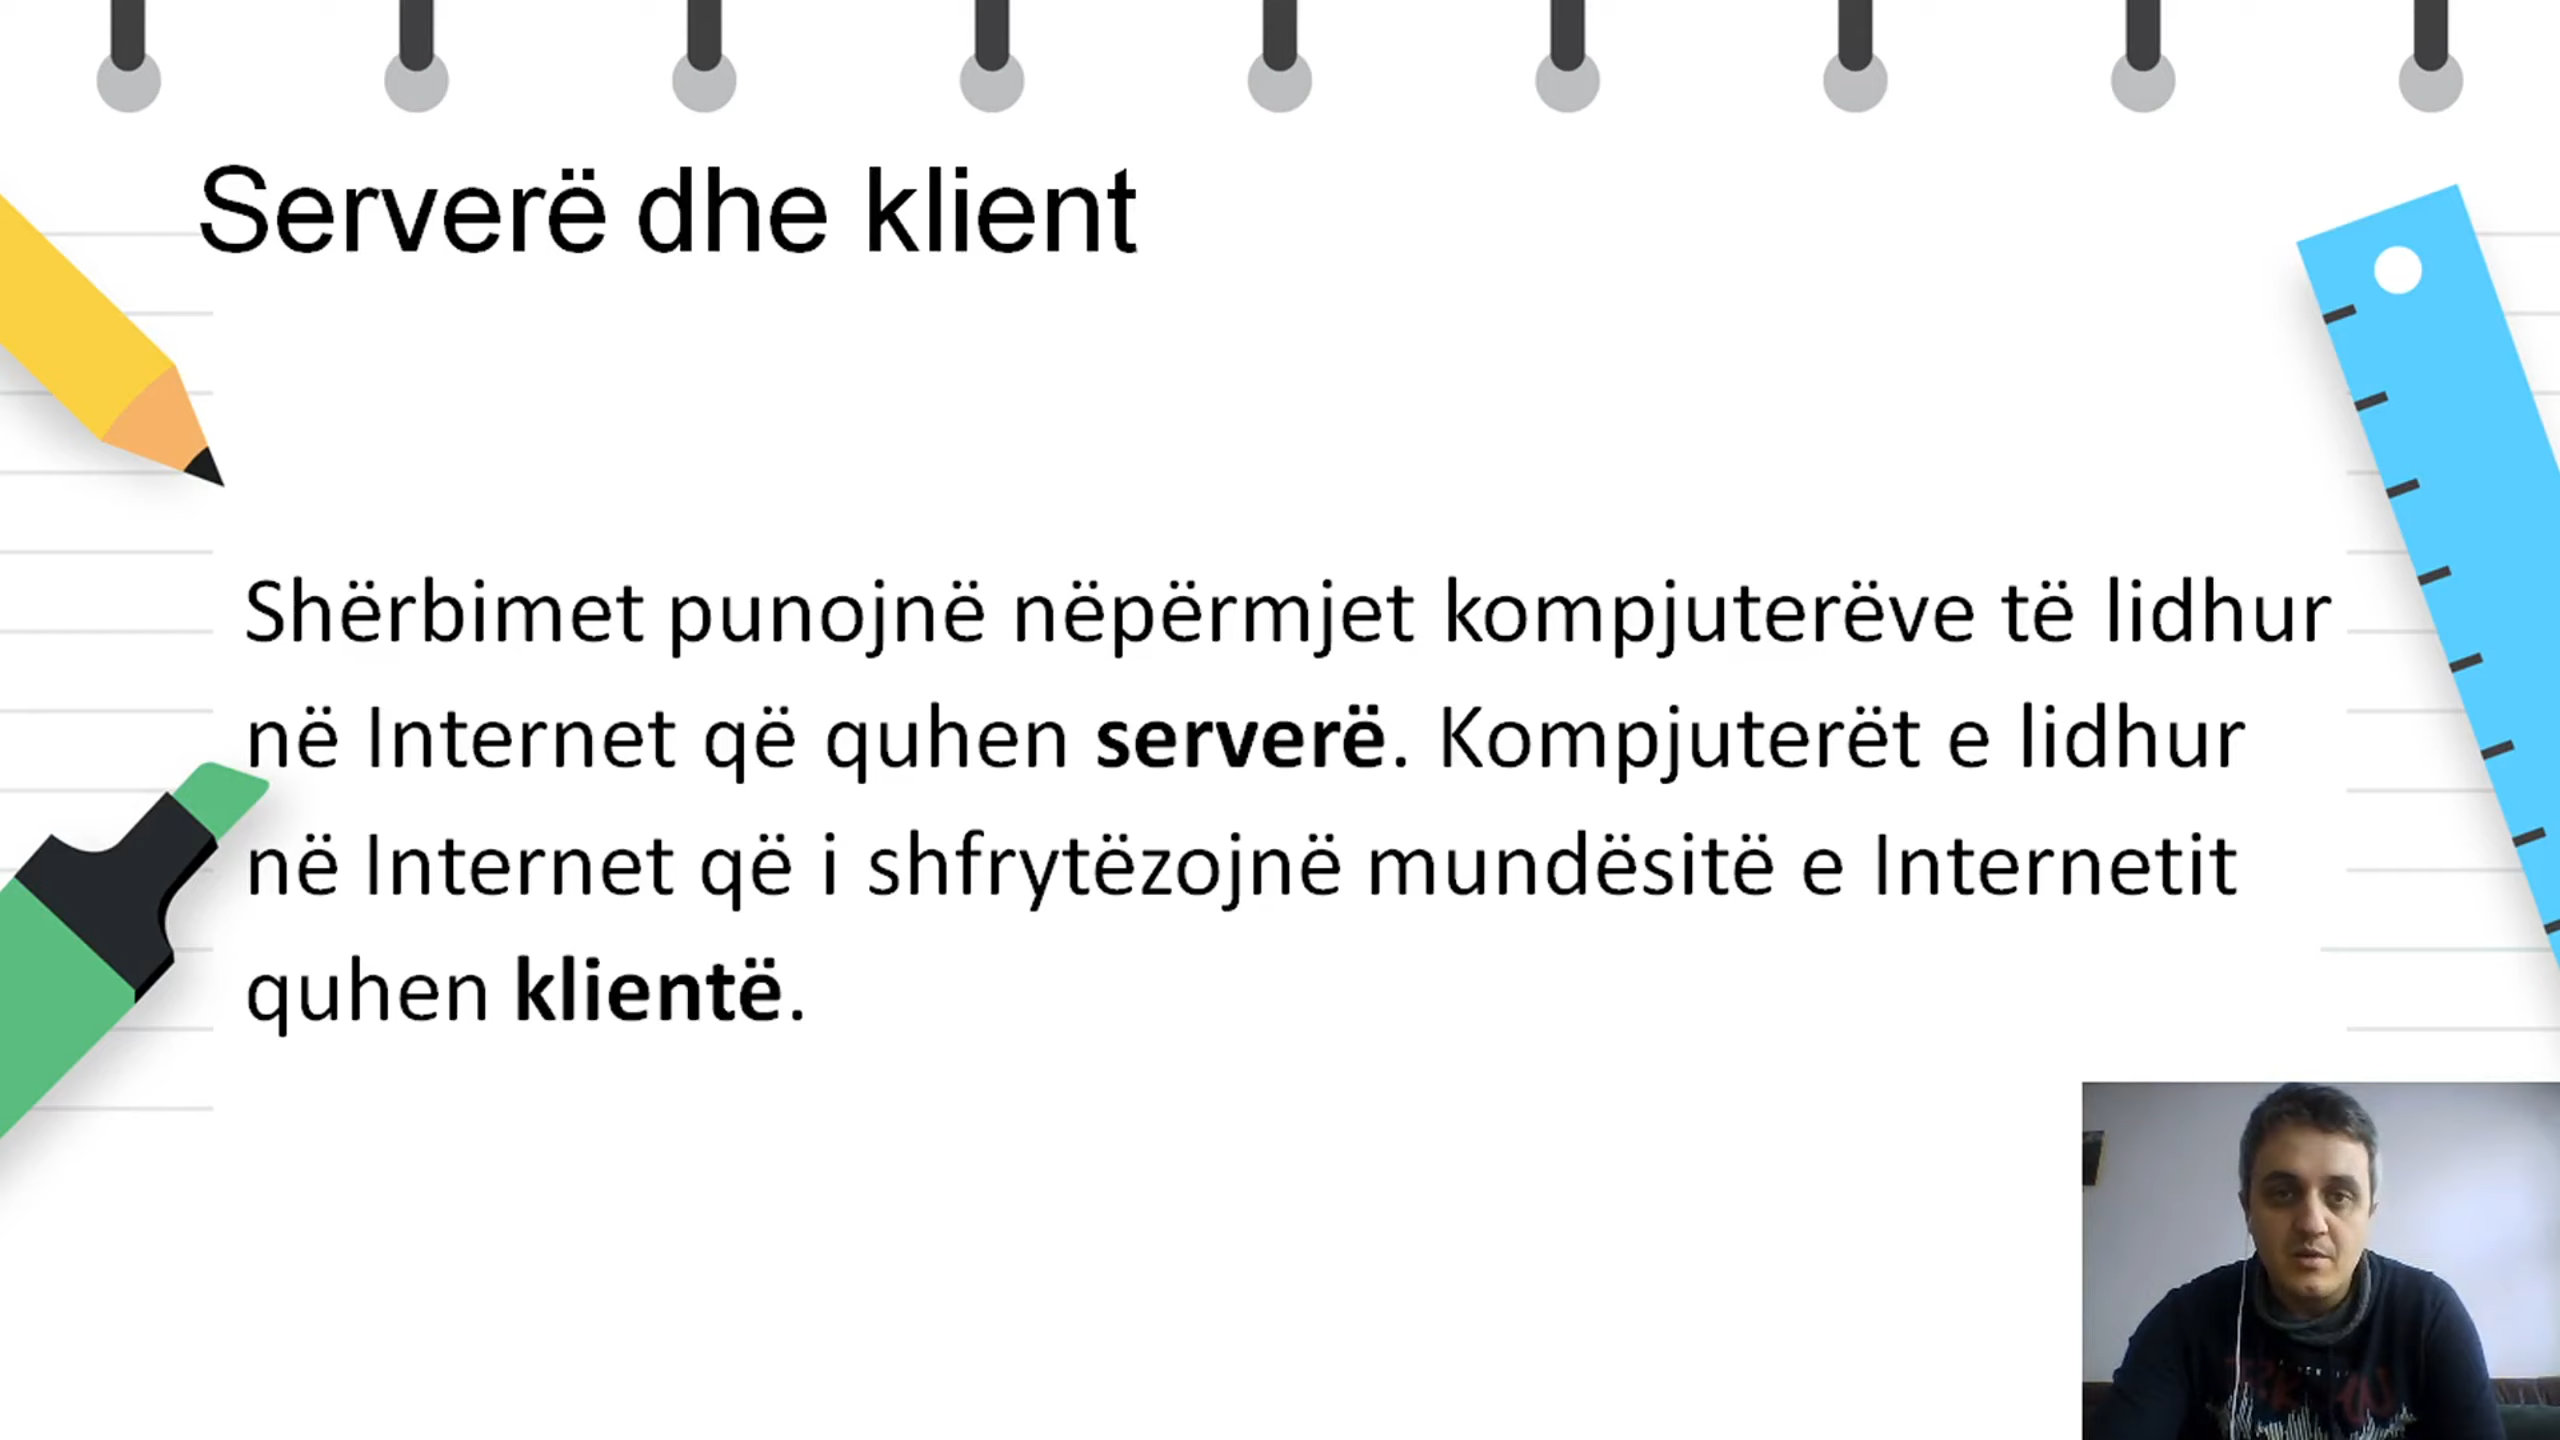 Serverë dhe klient
Shërbimet punojnë nëpërmjet kompjuterëve të lidhur
në Internet që quhen serverë. Kompjuterët e lidhur
në Internet që i shfrytëzojnë mundësitë e Internetit
quhen klientë.